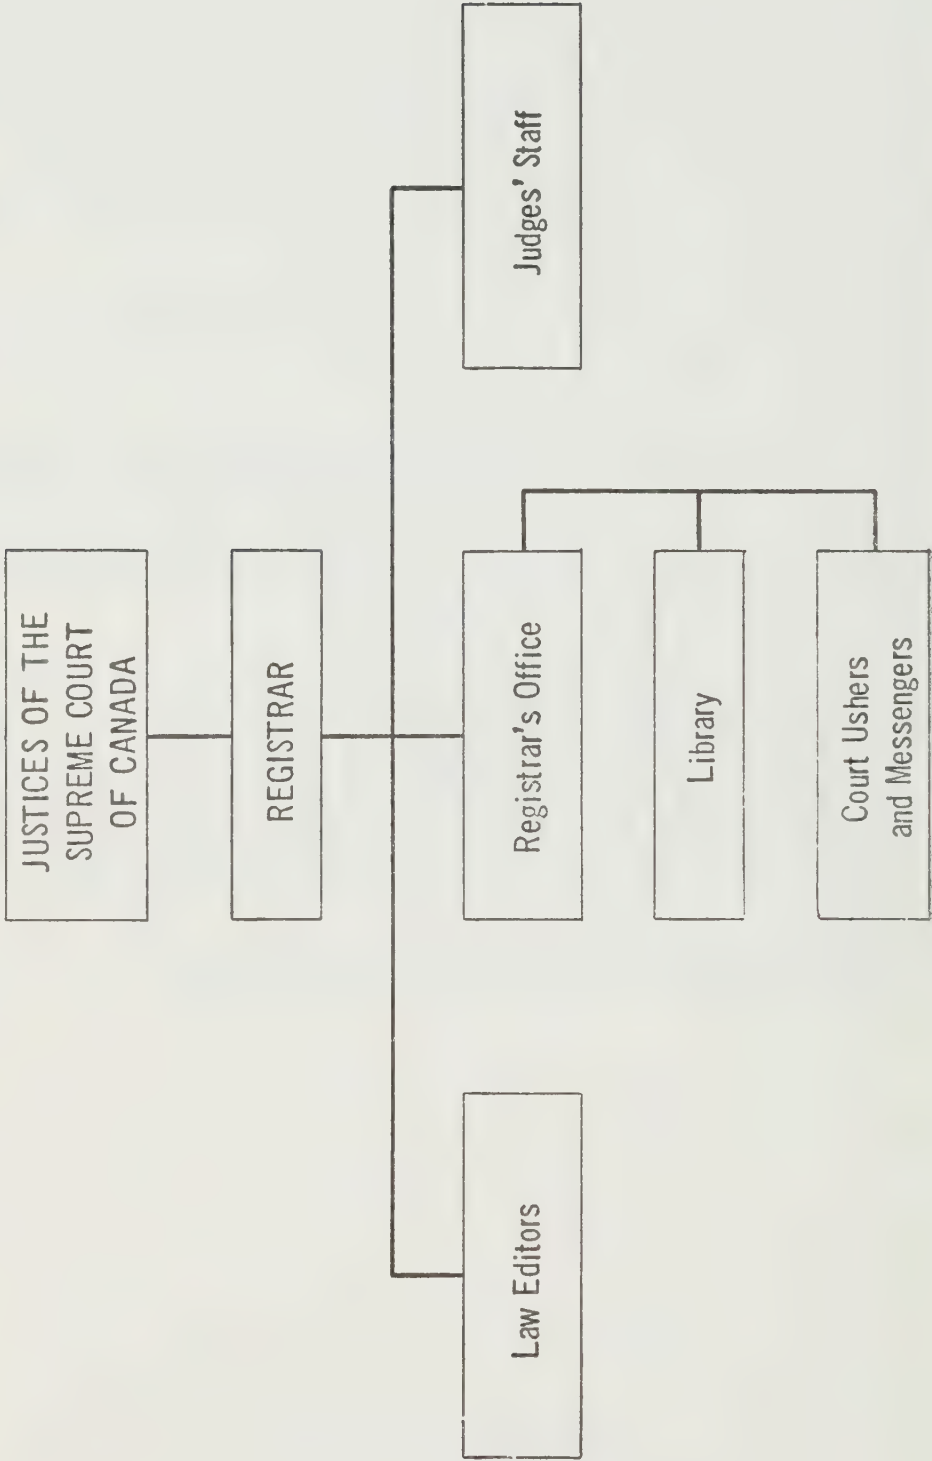 JUSTICES OF THE
SUPREME COURT
OF CANADA
REGISTRAR
Law Editors
Registrar's Office
Judges' Staff
Library
Court Ushers
and Messengers